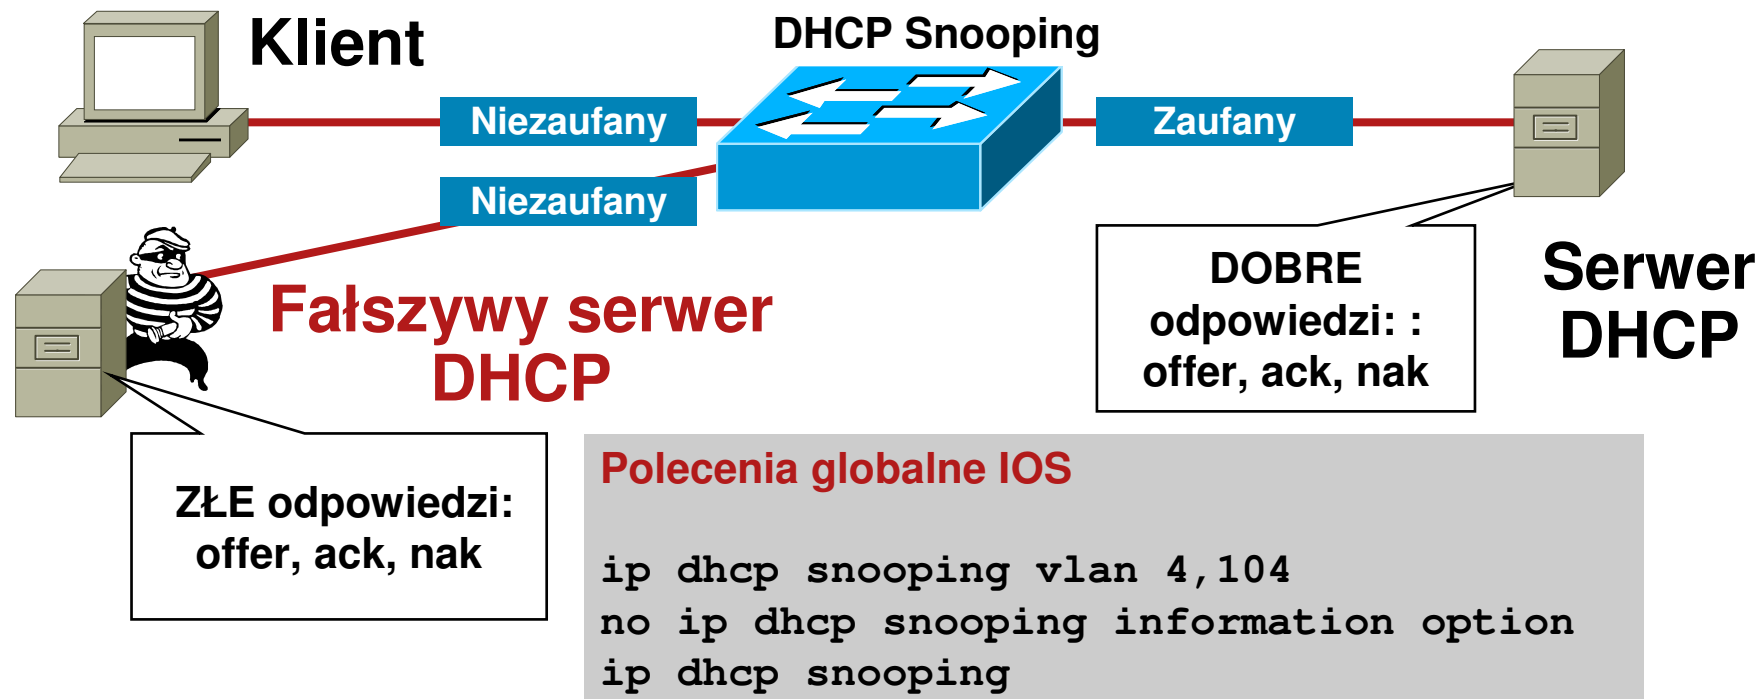 Klient
DHCP Snooping
Niezaufany
Zaufany
Niezaufany
Fałszywy serwer
DHCP
DOBRE
odpowiedzi: :
offer, ack, nak
Serwer
DHCP
ZŁE odpowiedzi:
offer, ack, nak
Polecenia globalne IOS
ip dhcp snooping vlan 4,104
no ip dhcp snooping information option
ip dhcp snooping